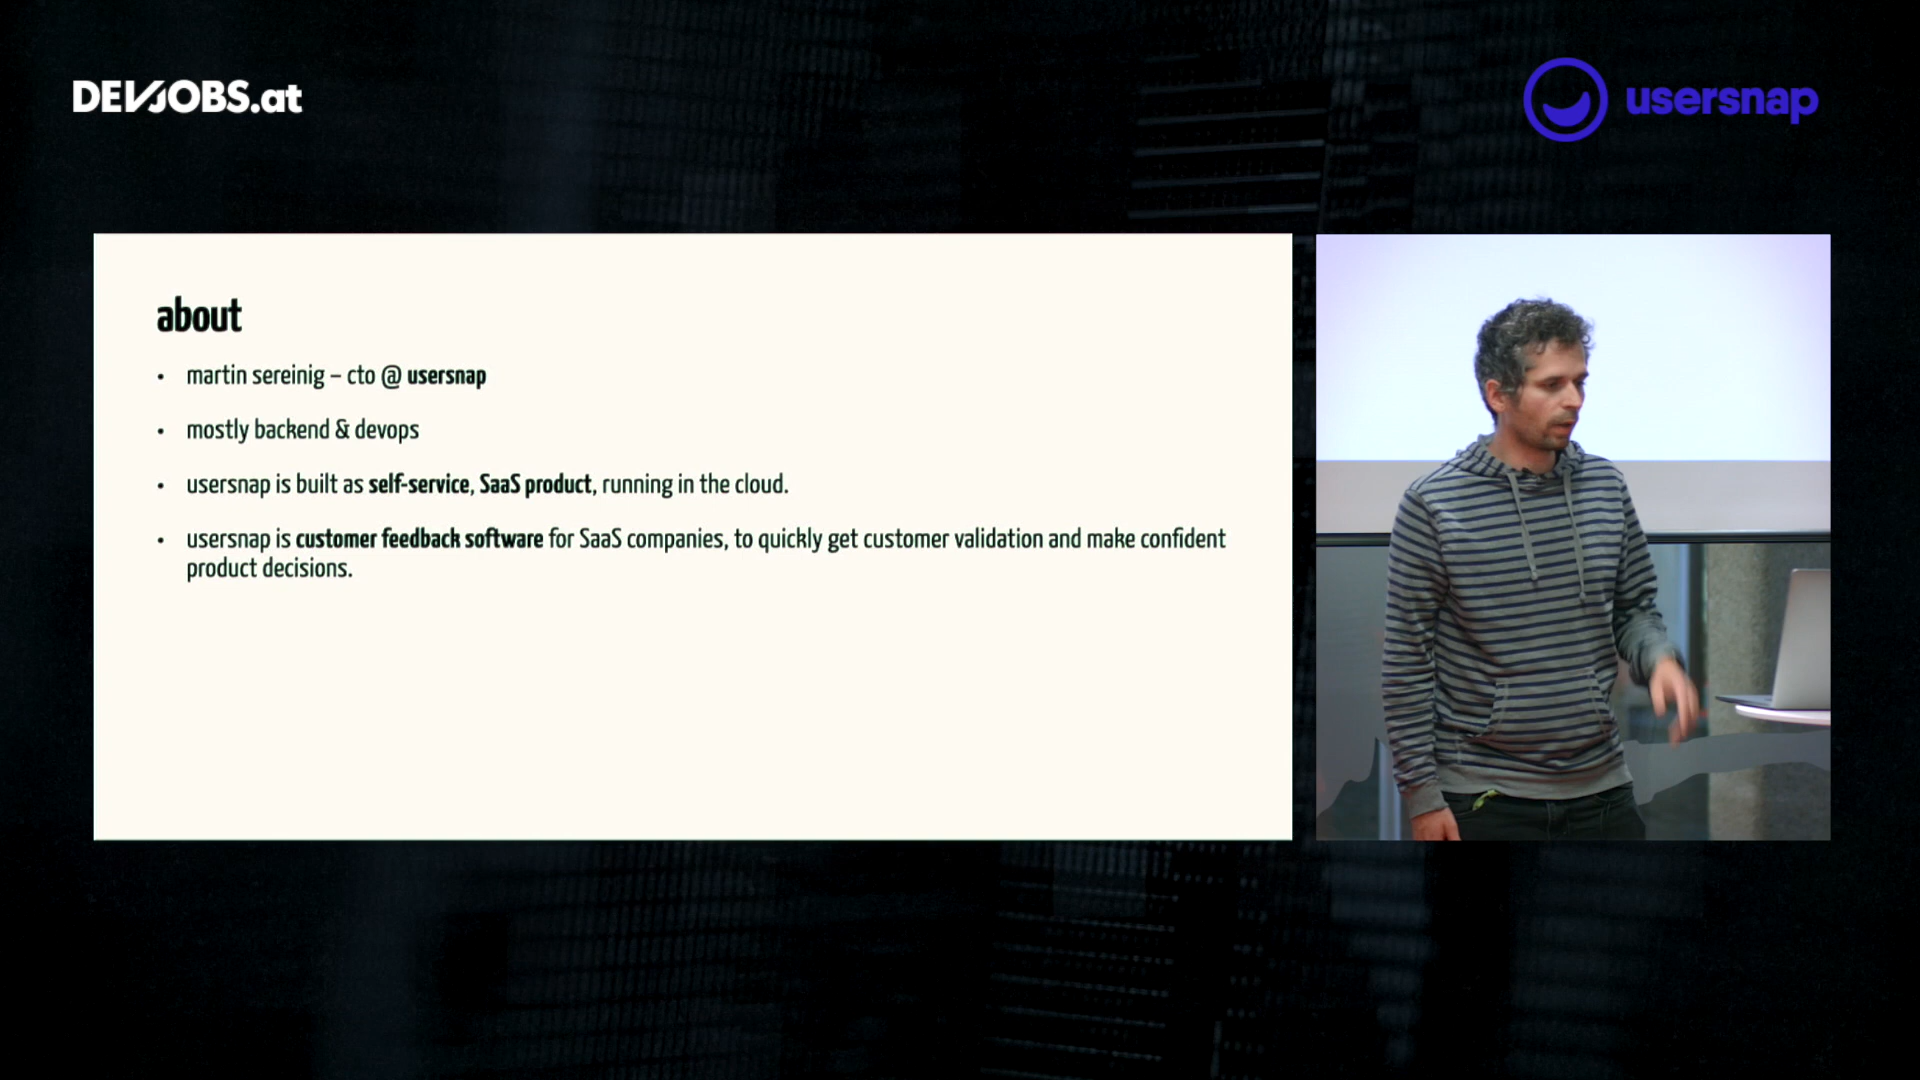 DEVJOBS.at
usersnap
about
• martin sereinig – cto @ usersnap
• mostly backend & devops
• usersnap is built as self-service, SaaS product, running in the cloud.
• usersnap is customer feedback software for SaaS companies, to quickly get customer validation and make confident
product decisions.